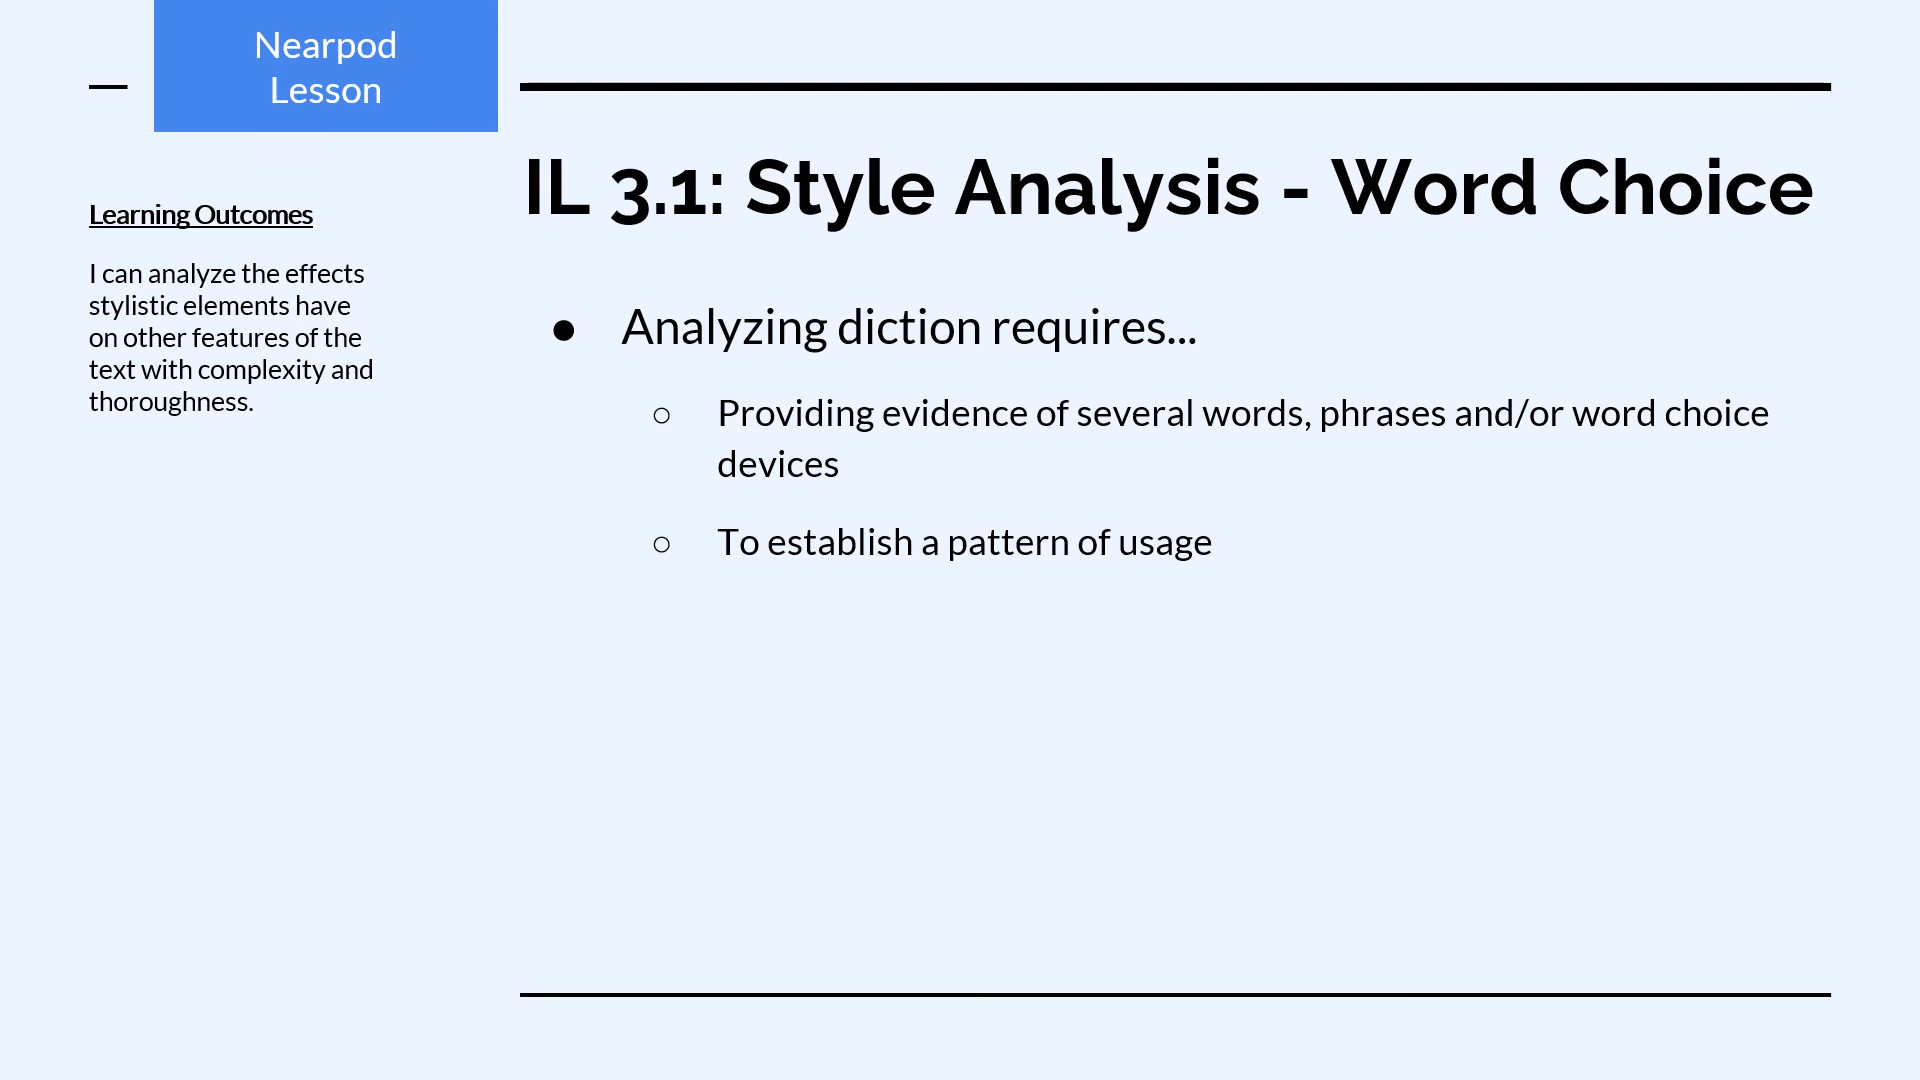 Nearpod
Lesson
IL 3.1: Style Analysis - Word Choice
Learning Outcomes
I can analyze the effects
stylistic elements have
on other features of the
text with complexity and
thoroughness.
● Analyzing diction requires...
○ Providing evidence of several words, phrases and/or word choice
devices
○ To establish a pattern of usage